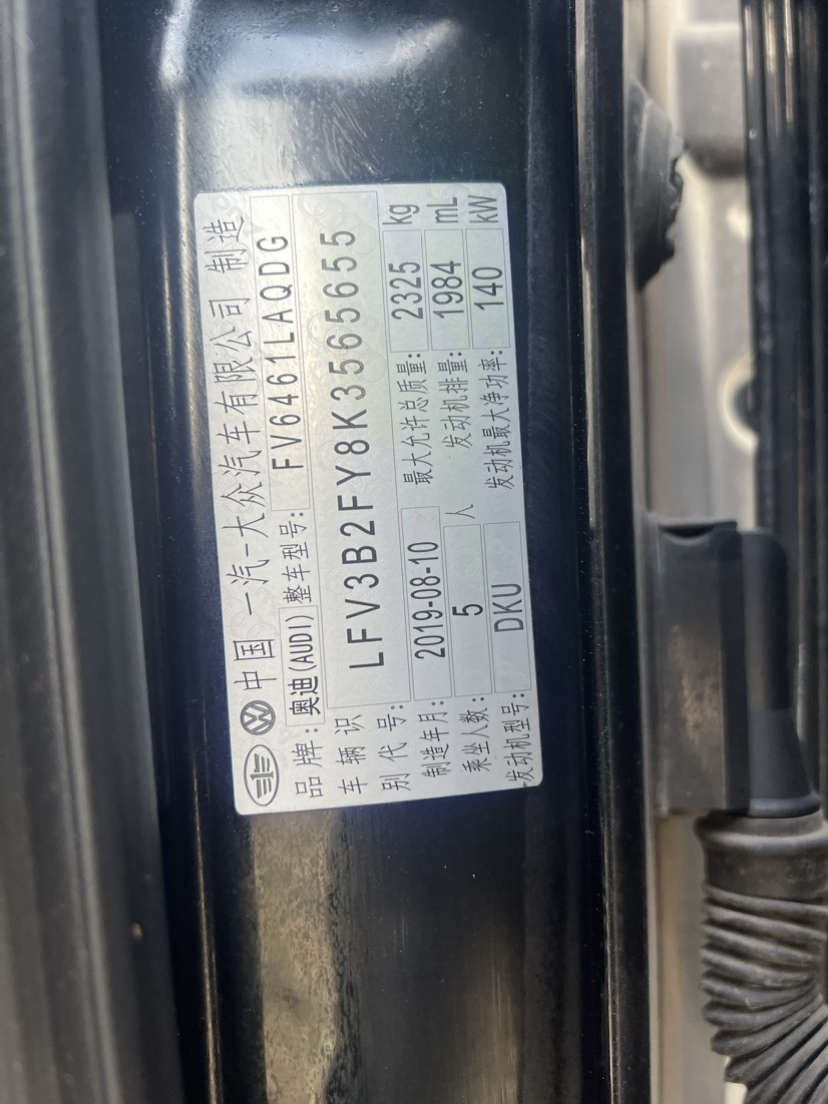 中国 一汽-大众汽车有限公司 制造
品牌: 奥迪(AUDI) 整车型号: FV6461LAQDG
车辆识别代号: LFV3B2FY8K3565655
制造年月: 2019-08-10 最大允许总质量: 2325 kg
乘坐人数: 5 人 发动机排量: 1984 mL
发动机型号: DKU 发动机最大净功率: 140 kW